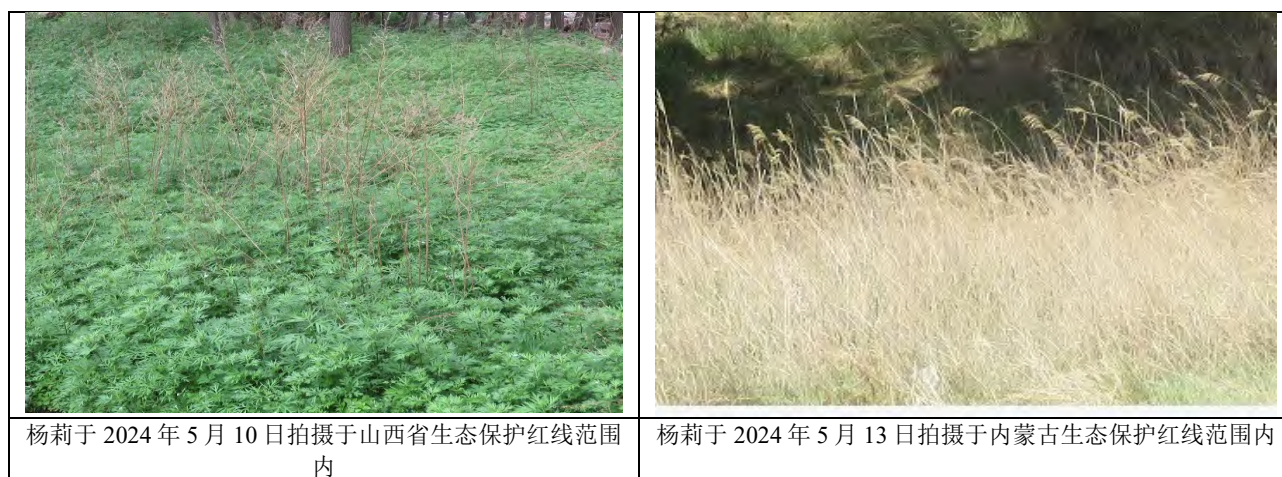 杨莉于 2024 年 5 月 10 日拍摄于山西省生态保护红线范围
内
杨莉于 2024 年 5 月 13 日拍摄于内蒙古生态保护红线范围内